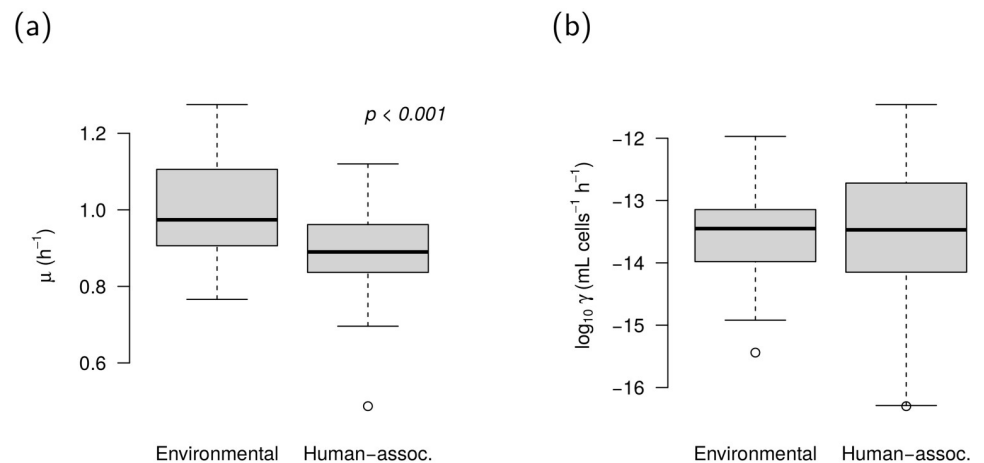 (a)
μ (h⁻¹)
1.2
1.0
0.8
0.6
p < 0.001
Environmental
Human−assoc.
(b)
log₁₀ γ (mL cells⁻¹ h⁻¹)
−12
−13
−14
−15
−16
Environmental
Human−assoc.